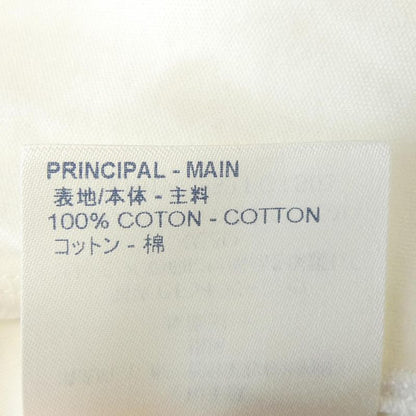 PRINCIPAL - MAIN
表地/本体 - 主料
100% COTON - COTTON
コットン - 棉